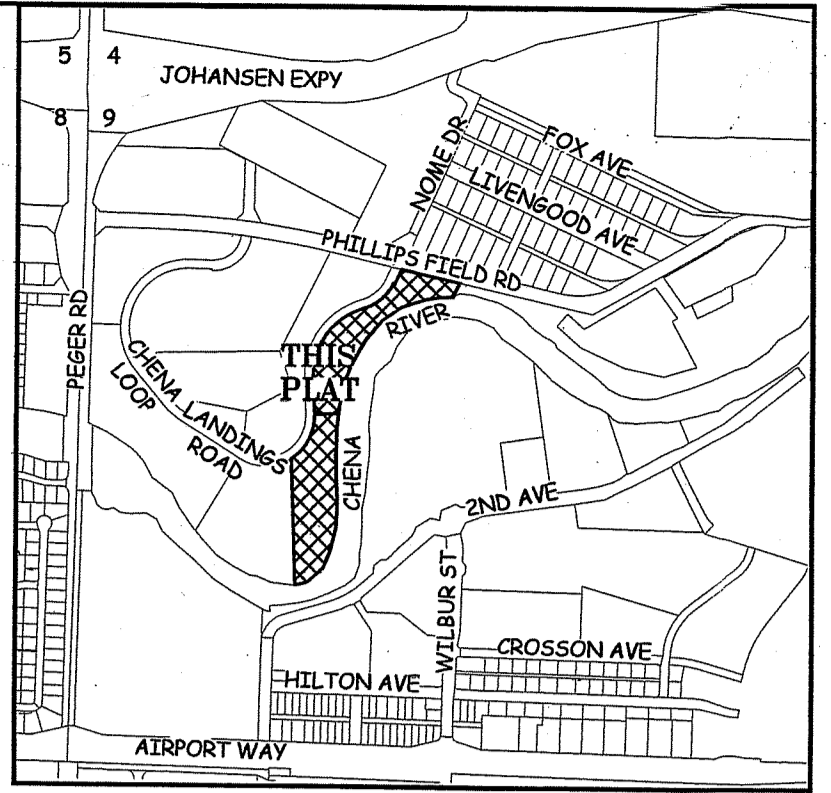 5 4
JOHANSEN EXPY
8 9
NOME DR
FOX AVE
LIVENGOOD AVE
PHILLIPS FIELD RD
RIVER
PEGER RD
THIS
PLAT
CHENA LANDINGS
LOOP
ROAD
CHENA
2ND AVE
WILBUR ST
CROSSON AVE
HILTON AVE
AIRPORT WAY